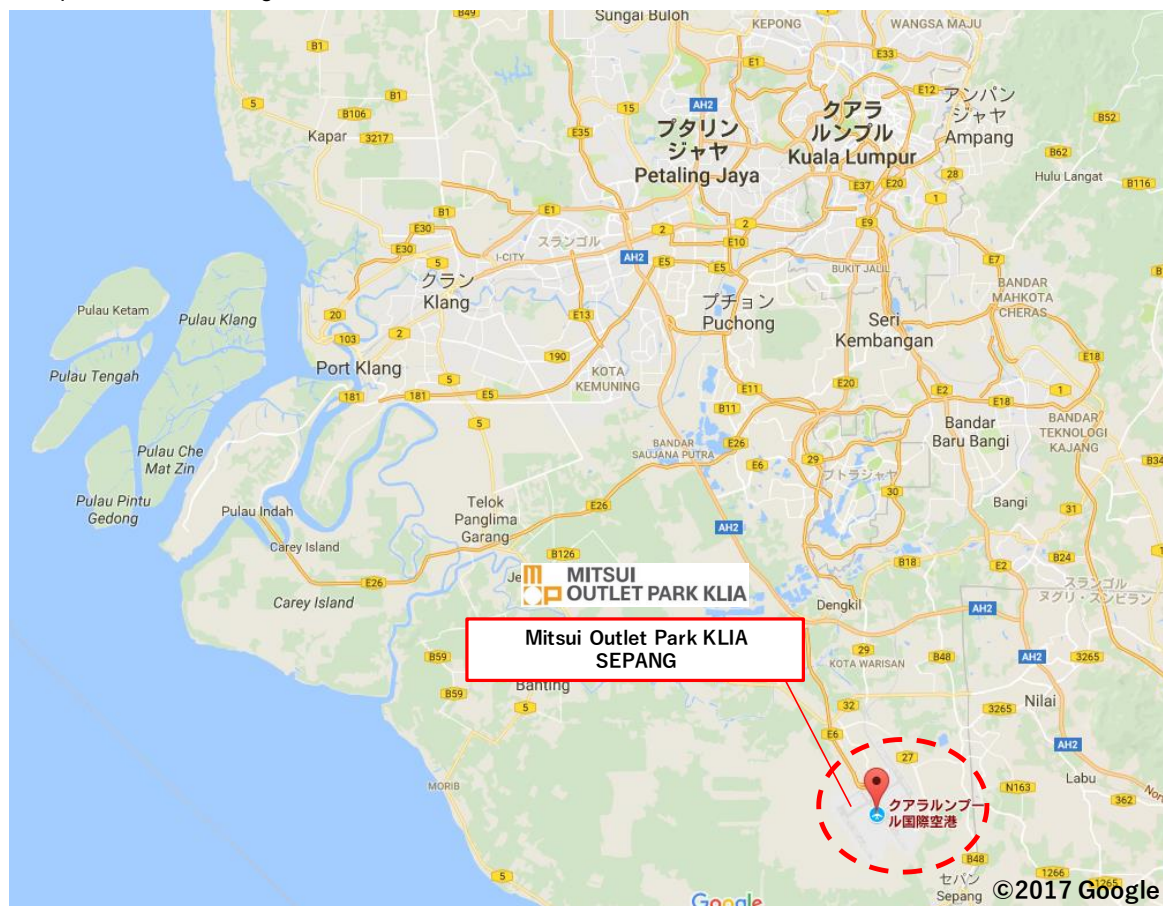 Sungai Buloh
KEPONG
WANGSA MAJU
B49
B1
E1
E33
5
B1
AH2
E12
アンパン
ジャヤ
Ampang
B106
15
クアラ
ルンプル
Kuala Lumpur
B52
Kapar
3217
E35
プタリン
ジャヤ
Petaling Jaya
B62
Hulu Langat
28
B116
E37
E20
1
B1
E1
2
2
E9
E30
E30
5
スランゴル
I-CITY
AH2
E10
E5
E5
BUKIT JALIL
E7
クラン
Klang
BANDAR
MAHKOTA
CHERAS
Pulau Ketam
Pulau Klang
20
E13
プチョン
Puchong
Seri
Kembangan
103
2
190
E18
Pulau Tengah
Port Klang
5
KOTA
KEMUNING
181
181
E5
E11
E20
E2
1
E18
B11
5
Bandar
Baru Bangi
BANDAR
TEKNOLOGI
KAJANG
Pulau Che
Mat Zin
BANDAR
SAUJANA PUTRA
E26
E6
29
B34
プトラジャヤ
Pulau Pintu
Gedong
Pulau Indah
Telok
Panglima
Garang
E26
30
Bangi
31
AH2
Carey Island
B126
B18
E2
B24
1
E26
Je
MITSUI
OUTLET PARK KLIA
スランゴル
ヌグリ・スンビラン
Carey Island
Dengkil
AH2
Mitsui Outlet Park KLIA
SEPANG
B59
29
B48
AH2
3265
KOTA WARISAN
B59
Banting
5
32
3265
Nilai
E6
27
AH2
MORIB
N163
Labu
362
Nor
クアラルンプー
ル国際空港
B48
5
セパン
Sepang
1266
1265
Google
©2017 Google